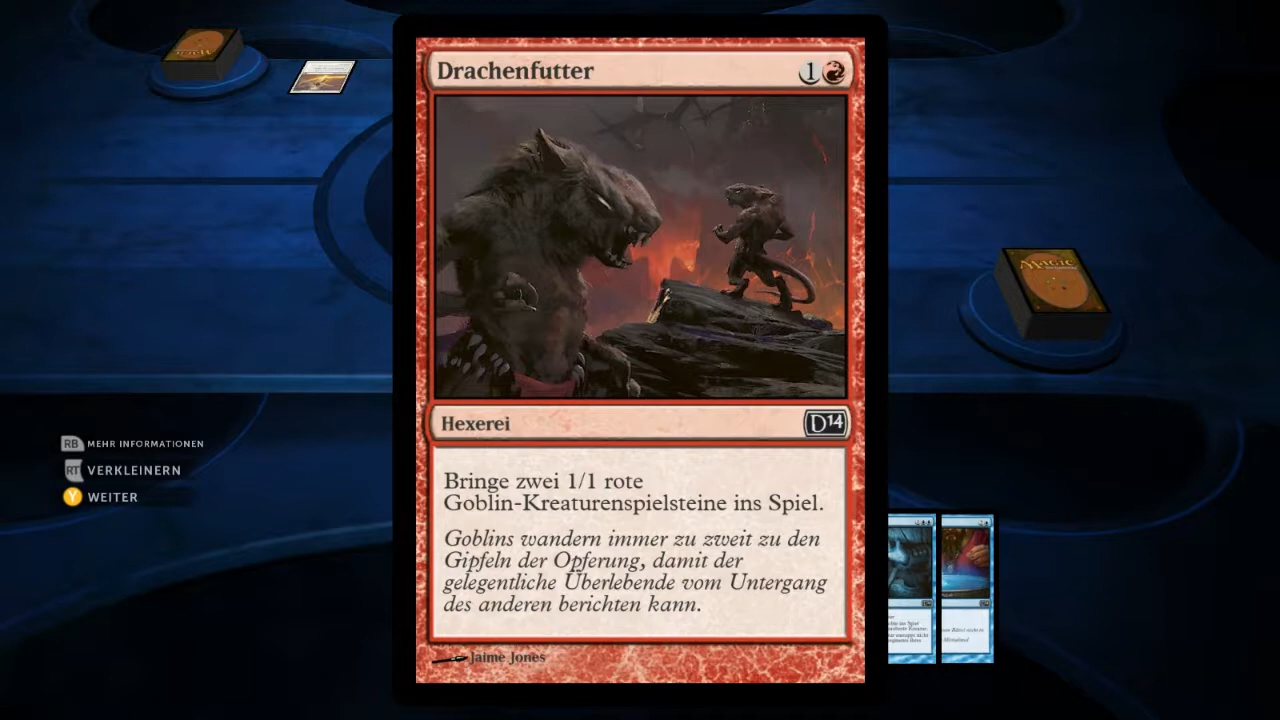 Drachenfutter
1
Hexerei
D14
Bringe zwei 1/1 rote
Goblin-Kreaturenspielsteine ins Spiel.
Goblins wandern immer zu zweit zu den
Gipfeln der Opferung, damit der
gelegentliche Überlebende vom Untergang
des anderen berichten kann.
Jaime Jones
RB MEHR INFORMATIONEN
RT VERKLEINERN
Y WEITER
MAGIC